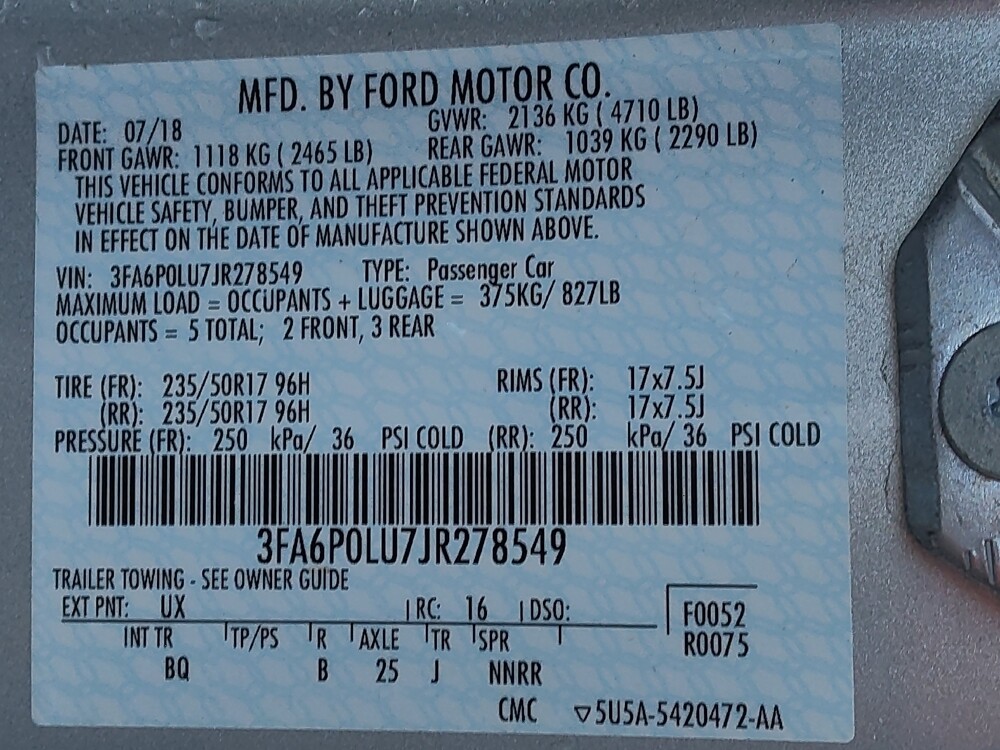 MFD. BY FORD MOTOR CO.
DATE: 07/18 GVWR: 2136 KG ( 4710 LB)
FRONT GAWR: 1118 KG ( 2465 LB) REAR GAWR: 1039 KG ( 2290 LB)
THIS VEHICLE CONFORMS TO ALL APPLICABLE FEDERAL MOTOR
VEHICLE SAFETY, BUMPER, AND THEFT PREVENTION STANDARDS
IN EFFECT ON THE DATE OF MANUFACTURE SHOWN ABOVE.
VIN: 3FA6P0LU7JR278549 TYPE: Passenger Car
MAXIMUM LOAD = OCCUPANTS + LUGGAGE = 375KG/ 827LB
OCCUPANTS = 5 TOTAL; 2 FRONT, 3 REAR
TIRE (FR): 235/50R17 96H RIMS (FR): 17x7.5J
(RR): 235/50R17 96H (RR): 17x7.5J
PRESSURE (FR): 250 kPa/ 36 PSI COLD (RR): 250 kPa/ 36 PSI COLD
3FA6P0LU7JR278549
TRAILER TOWING - SEE OWNER GUIDE
EXT PNT: UX RC: 16 DSO: F0052
INT TR TP/PS R AXLE TR SPR R0075
BQ B 25 J NNRR
CMC ▽5U5A-5420472-AA